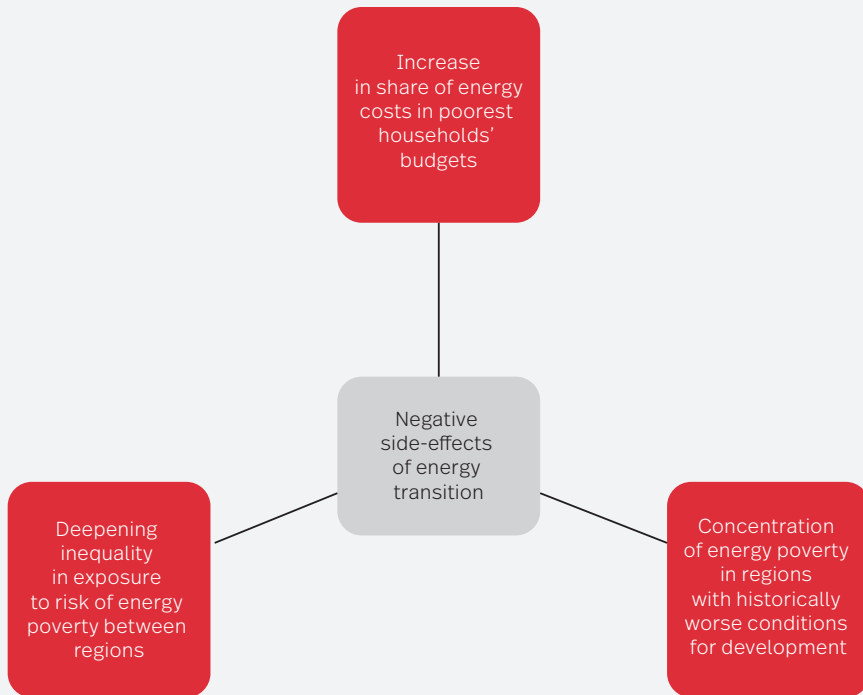 Increase
in share of energy
costs in poorest
households’
budgets
Negative
side-effects
of energy
transition
Deepening
inequality
in exposure
to risk of energy
poverty between
regions
Concentration
of energy poverty
in regions
with historically
worse conditions
for development